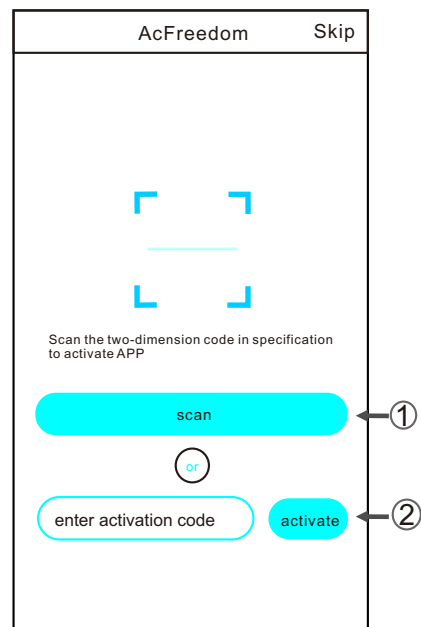 AcFreedom Skip
Scan the two-dimension code in specification
to activate APP
scan
①
or
enter activation code activate
②